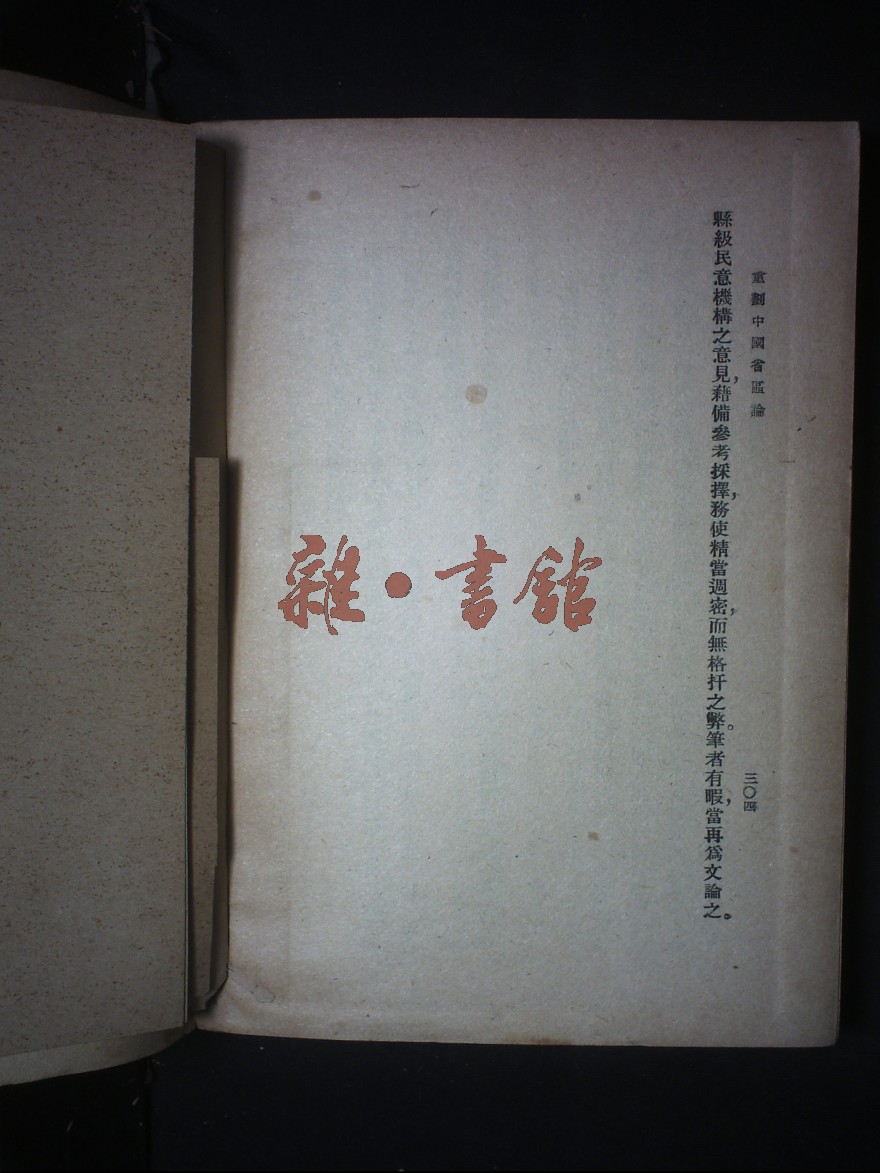 重劃中國省區論
三〇四
縣級民意機構之意見，藉備參考採擇，務使精當週密，而無格扞之弊。筆者有暇，當再爲文論之。
雜·書館